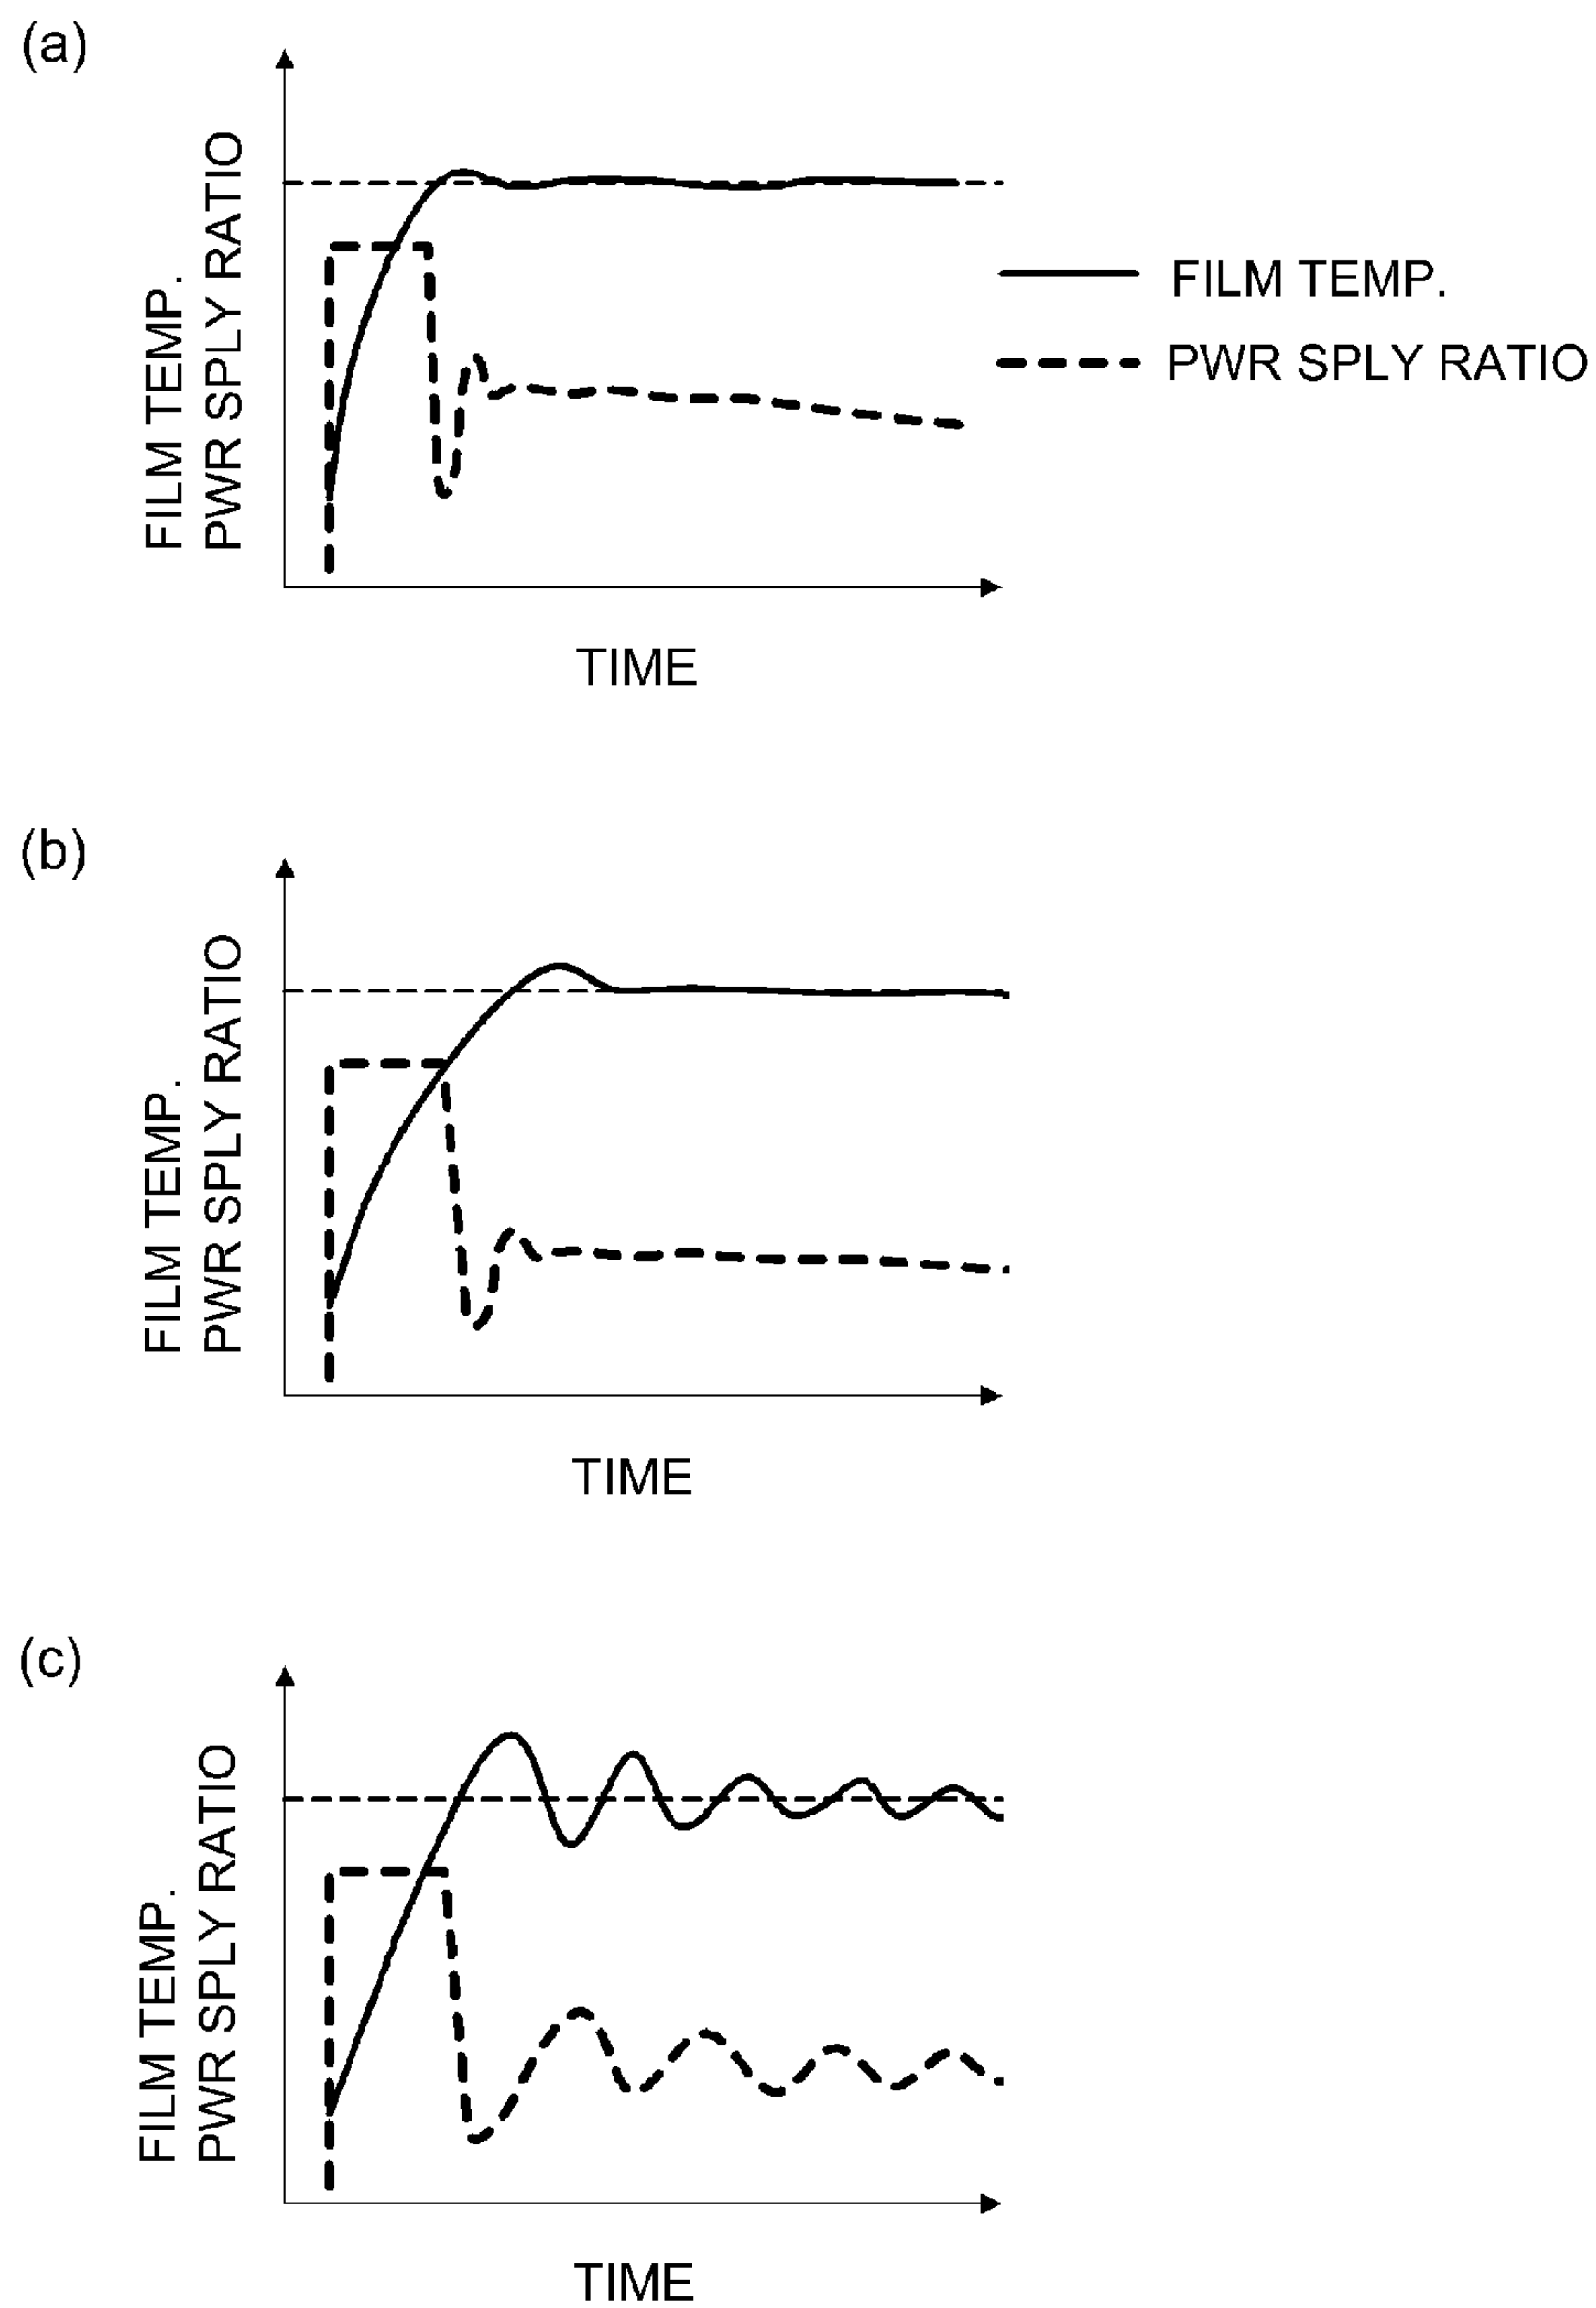 (a)
FILM TEMP.
PWR SPLY RATIO
FILM TEMP.
PWR SPLY RATIO
TIME
(b)
FILM TEMP.
PWR SPLY RATIO
TIME
(c)
FILM TEMP.
PWR SPLY RATIO
TIME